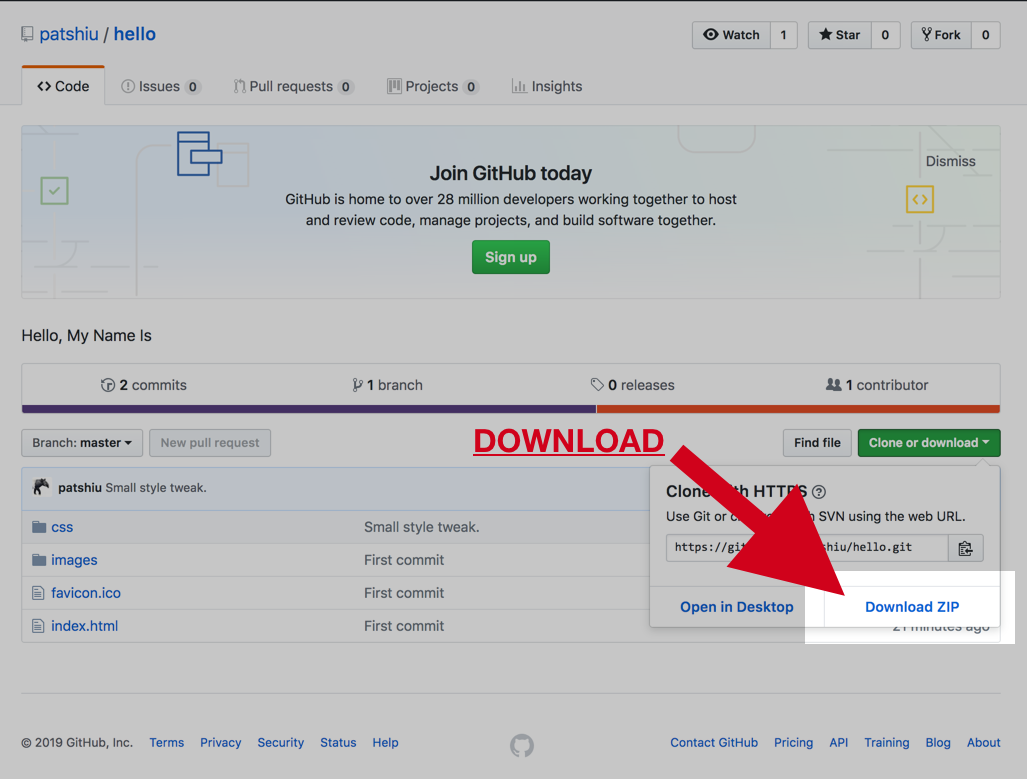 patshiu / hello
Watch 1 Star 0 Fork 0
Code Issues 0 Pull requests 0 Projects 0 Insights
Join GitHub today
Dismiss
GitHub is home to over 28 million developers working together to host
and review code, manage projects, and build software together.
Sign up
Hello, My Name Is
2 commits 1 branch 0 releases 1 contributor
Branch: master New pull request DOWNLOAD Find file Clone or download
patshiu Small style tweak.
css Small style tweak.
images First commit
favicon.ico First commit
index.html First commit
Clone with HTTPS
Use Git or SVN using the web URL.
https://git shiu/hello.git
Open in Desktop Download ZIP
21 minutes ago
© 2019 GitHub, Inc. Terms Privacy Security Status Help Contact GitHub Pricing API Training Blog About